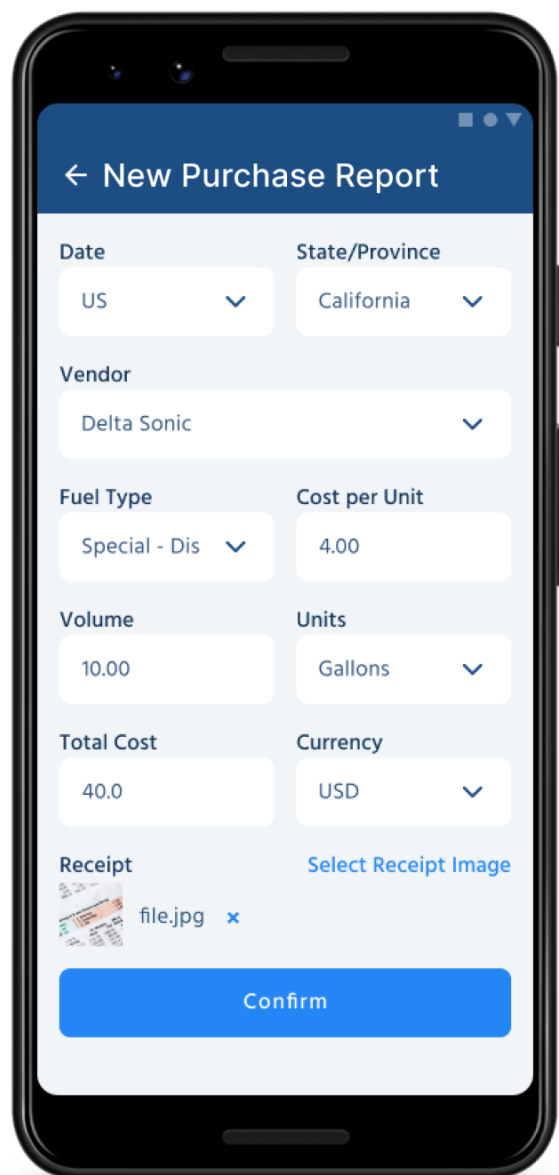 New Purchase Report
Date State/Province
US California
Vendor
Delta Sonic
Fuel Type Cost per Unit
Special - Dis 4.00
Volume Units
10.00 Gallons
Total Cost Currency
40.0 USD
Receipt Select Receipt Image
file.jpg
Confirm